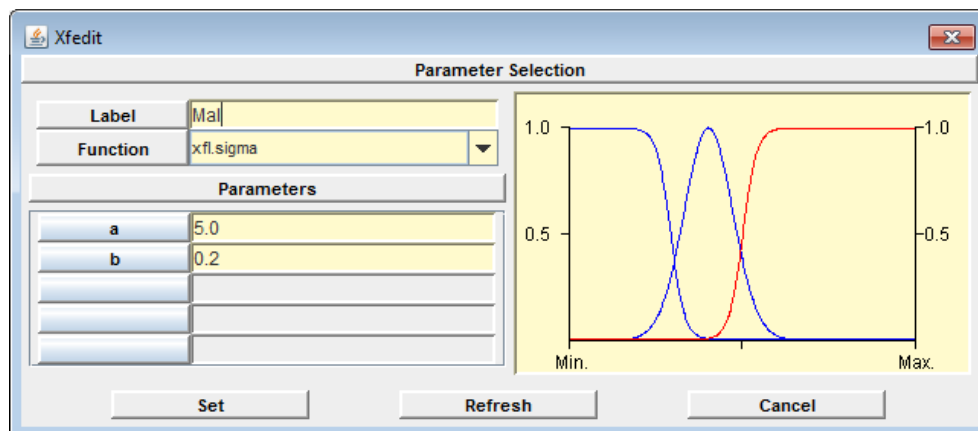 Xfedit
Parameter Selection
Label Mal
Function xfl.sigma
Parameters
a 5.0
b 0.2
1.0 1.0
0.5 0.5
Min. Max.
Set Refresh Cancel